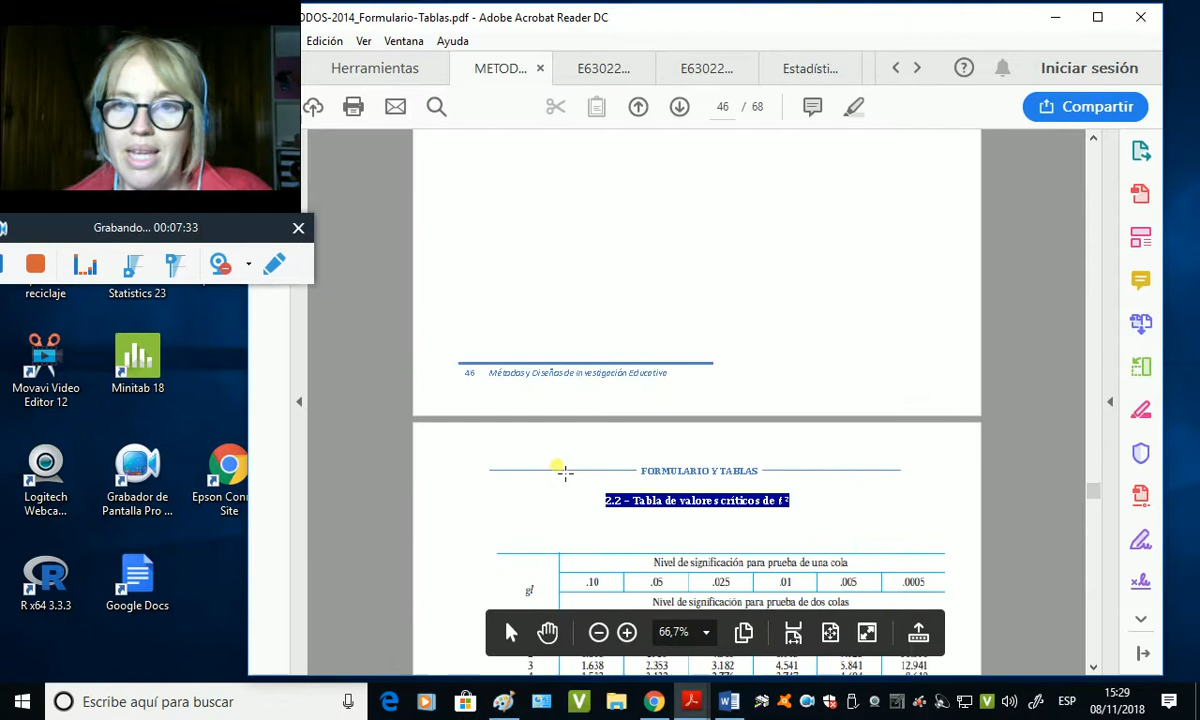 ODOS-2014_Formulario-Tablas.pdf - Adobe Acrobat Reader DC
Edición Ver Ventana Ayuda
Herramientas METOD... E63022... E63022... Estadísti... Iniciar sesión
46 / 68 Compartir
Grabando... 00:07:33
reciclaje Statistics 23
Movavi Video Editor 12
Minitab 18
Logitech Webca...
Grabador de Pantalla Pro ...
Epson Conn Site
R x64 3.3.3
Google Docs
46 Métodos y Diseños de Investigación Educativa
FORMULARIO Y TABLAS
2.2 – Tabla de valores críticos de t
Nivel de significación para prueba de una cola
gl .10 .05 .025 .01 .005 .0005
Nivel de significación para prueba de dos colas
66,7%
3 1.638 2.353 3.182 4.541 5.841 12.941
Escribe aquí para buscar
ESP
15:29
08/11/2018